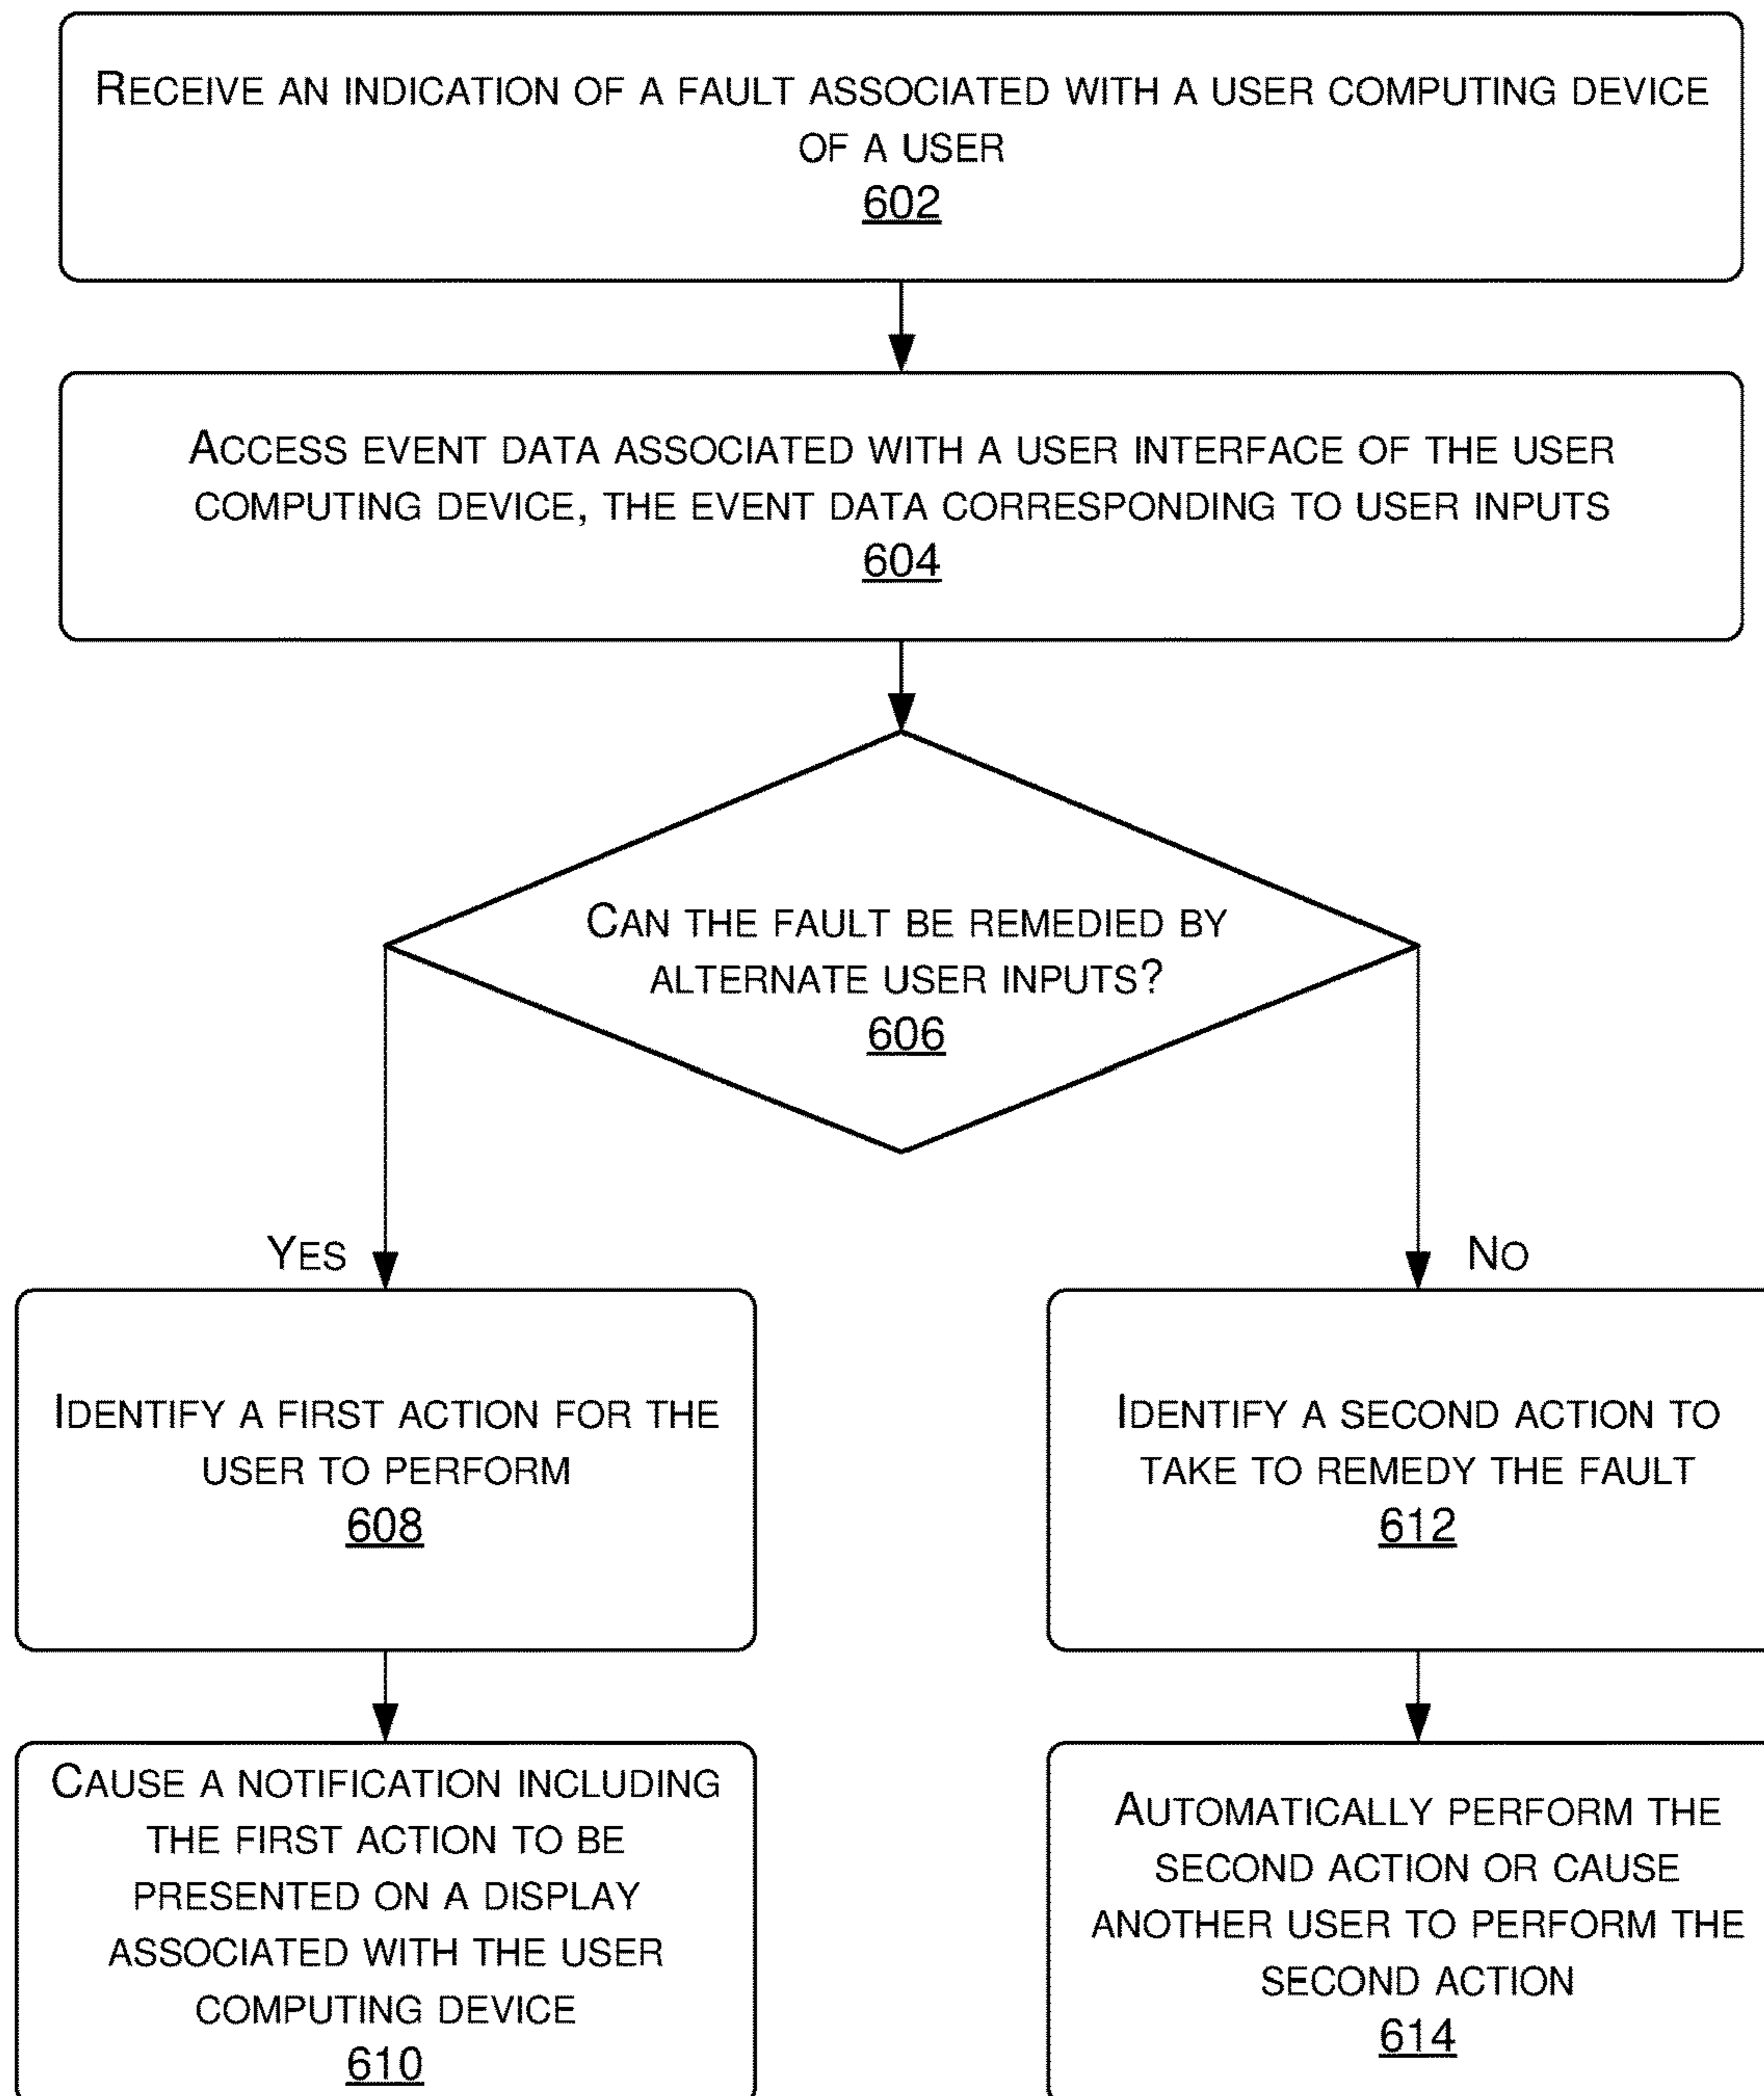 RECEIVE AN INDICATION OF A FAULT ASSOCIATED WITH A USER COMPUTING DEVICE
OF A USER
602
ACCESS EVENT DATA ASSOCIATED WITH A USER INTERFACE OF THE USER
COMPUTING DEVICE, THE EVENT DATA CORRESPONDING TO USER INPUTS
604
CAN THE FAULT BE REMEDIED BY
ALTERNATE USER INPUTS?
606
YES
NO
IDENTIFY A FIRST ACTION FOR THE
USER TO PERFORM
608
IDENTIFY A SECOND ACTION TO
TAKE TO REMEDY THE FAULT
612
CAUSE A NOTIFICATION INCLUDING
THE FIRST ACTION TO BE
PRESENTED ON A DISPLAY
ASSOCIATED WITH THE USER
COMPUTING DEVICE
610
AUTOMATICALLY PERFORM THE
SECOND ACTION OR CAUSE
ANOTHER USER TO PERFORM THE
SECOND ACTION
614